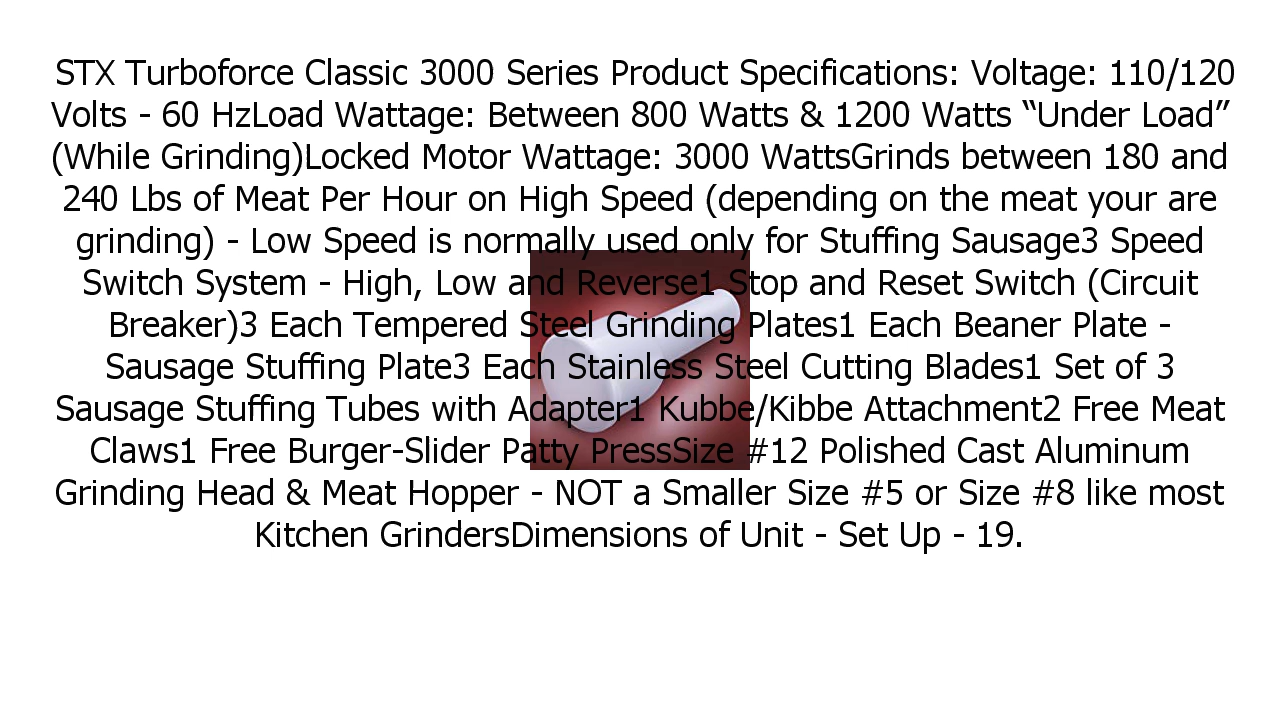 STX Turboforce Classic 3000 Series Product Specifications: Voltage: 110/120
Volts - 60 HzLoad Wattage: Between 800 Watts & 1200 Watts “Under Load”
(While Grinding)Locked Motor Wattage: 3000 WattsGrinds between 180 and
240 Lbs of Meat Per Hour on High Speed (depending on the meat your are
grinding) - Low Speed is normally used only for Stuffing Sausage3 Speed
Switch System - High, Low and Reverse1 Stop and Reset Switch (Circuit
Breaker)3 Each Tempered Steel Grinding Plates1 Each Beaner Plate -
Sausage Stuffing Plate3 Each Stainless Steel Cutting Blades1 Set of 3
Sausage Stuffing Tubes with Adapter1 Kubbe/Kibbe Attachment2 Free Meat
Claws1 Free Burger-Slider Patty PressSize #12 Polished Cast Aluminum
Grinding Head & Meat Hopper - NOT a Smaller Size #5 or Size #8 like most
Kitchen GrindersDimensions of Unit - Set Up - 19.